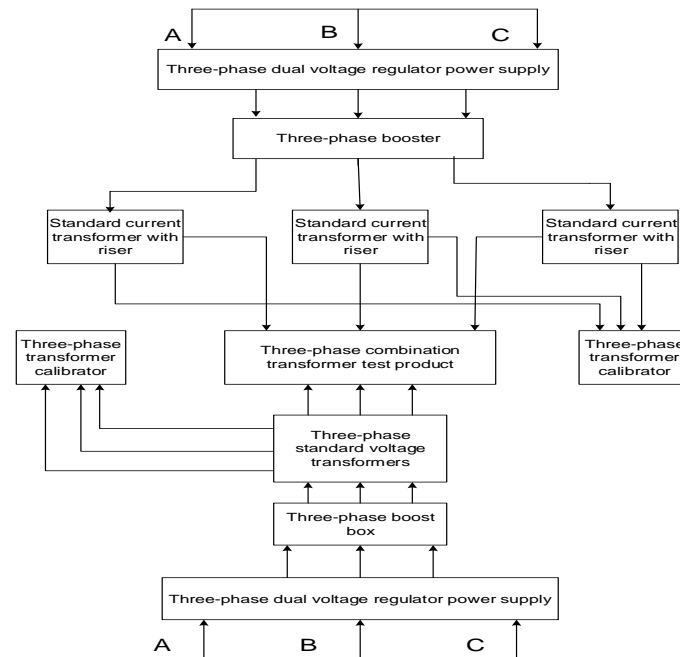 A B C
Three-phase dual voltage regulator power supply
Three-phase booster
Standard current
transformer with
riser
Standard current
transformer with
riser
Standard current
transformer with
riser
Three-phase
transformer
calibrator
Three-phase combination
transformer test product
Three-phase
transformer
calibrator
Three-phase
standard voltage
transformers
Three-phase boost
box
Three-phase dual voltage regulator power supply
A B C